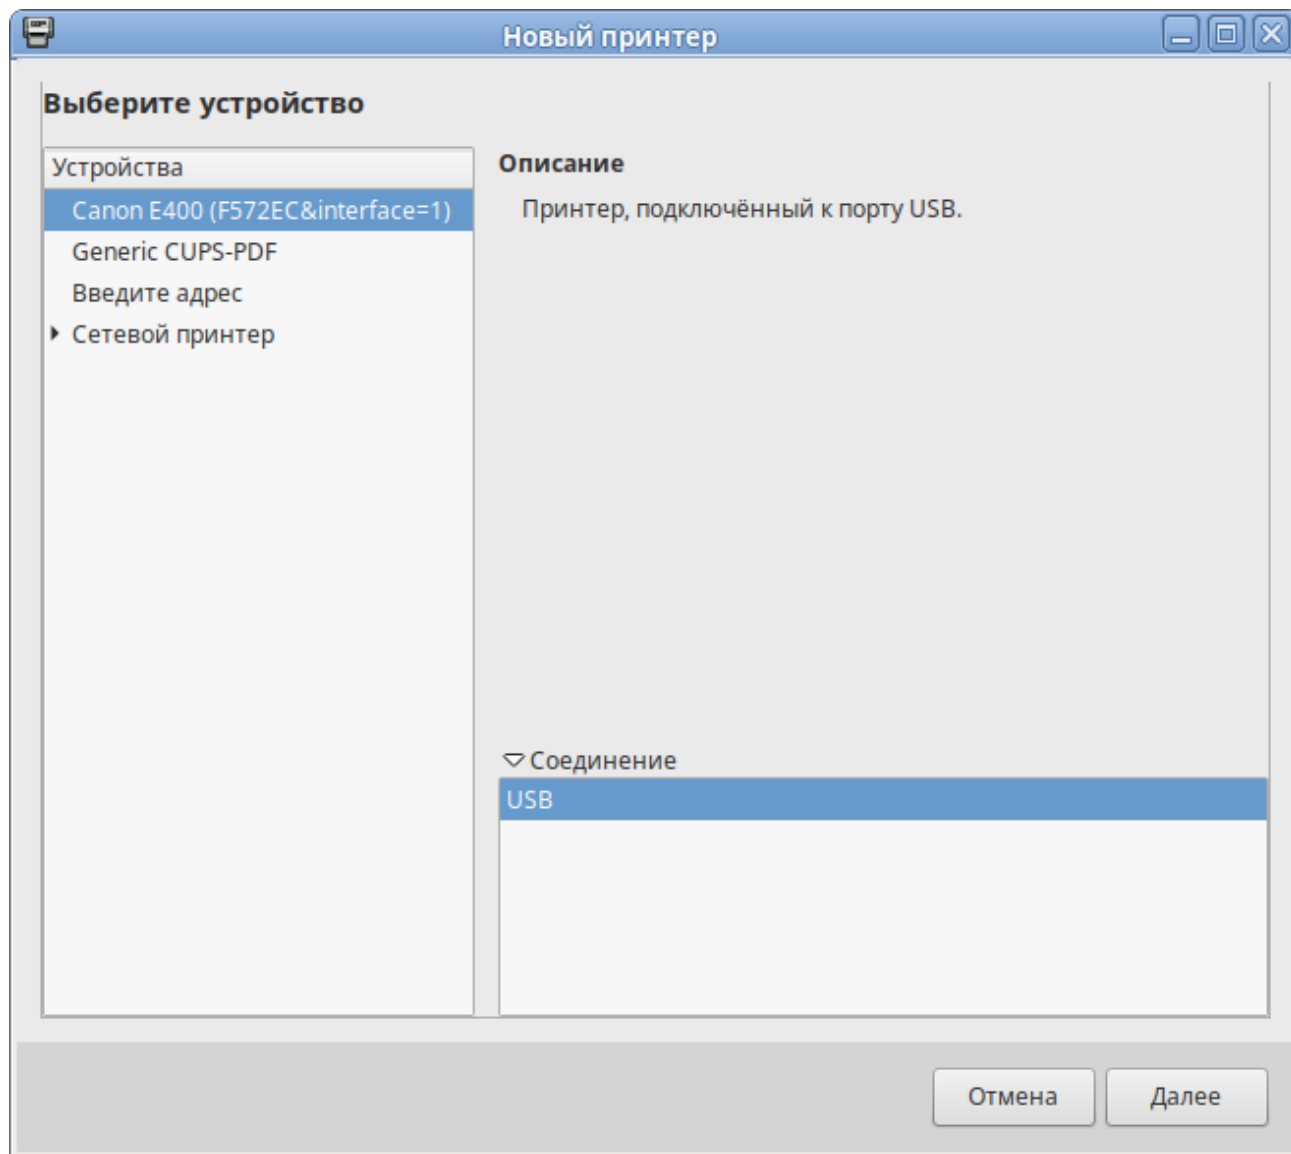 Новый принтер
Выберите устройство
Устройства
Canon E400 (F572EC&interface=1)
Generic CUPS-PDF
Введите адрес
Сетевой принтер
Описание
Принтер, подключённый к порту USB.
Соединение
USB
Отмена
Далее